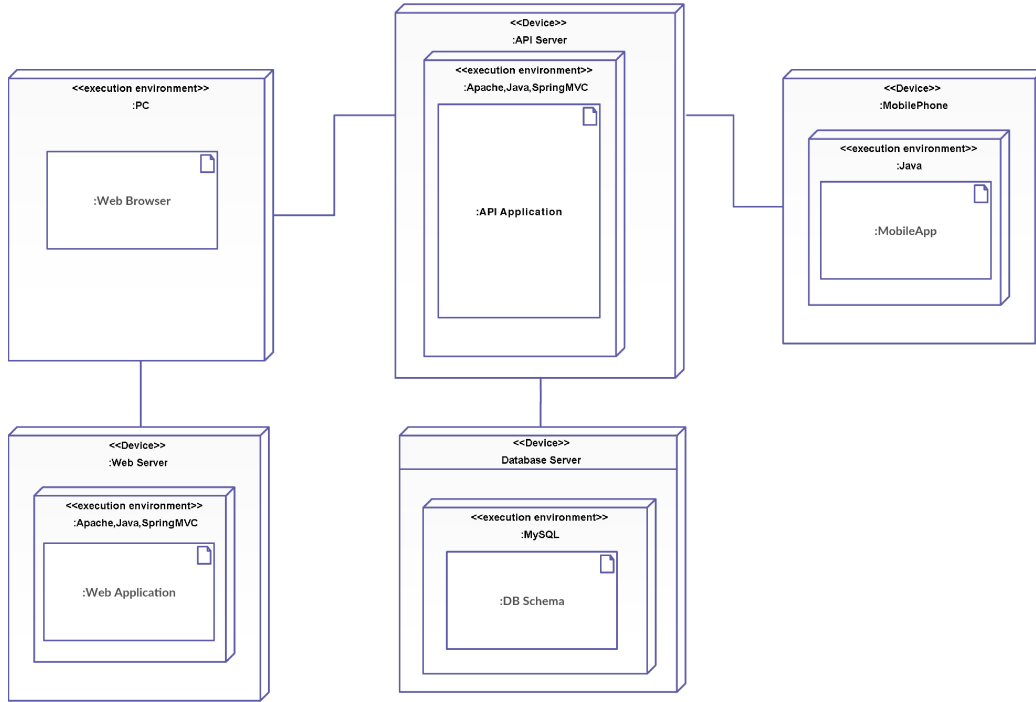 <<Device>>
:API Server
<<execution environment>>
:Apache,Java,SpringMVC
:API Application
<<execution environment>>
:PC
:Web Browser
<<Device>>
:MobilePhone
<<execution environment>>
:Java
:MobileApp
<<Device>>
:Web Server
<<execution environment>>
:Apache,Java,SpringMVC
:Web Application
<<Device>>
Database Server
<<execution environment>>
:MySQL
:DB Schema